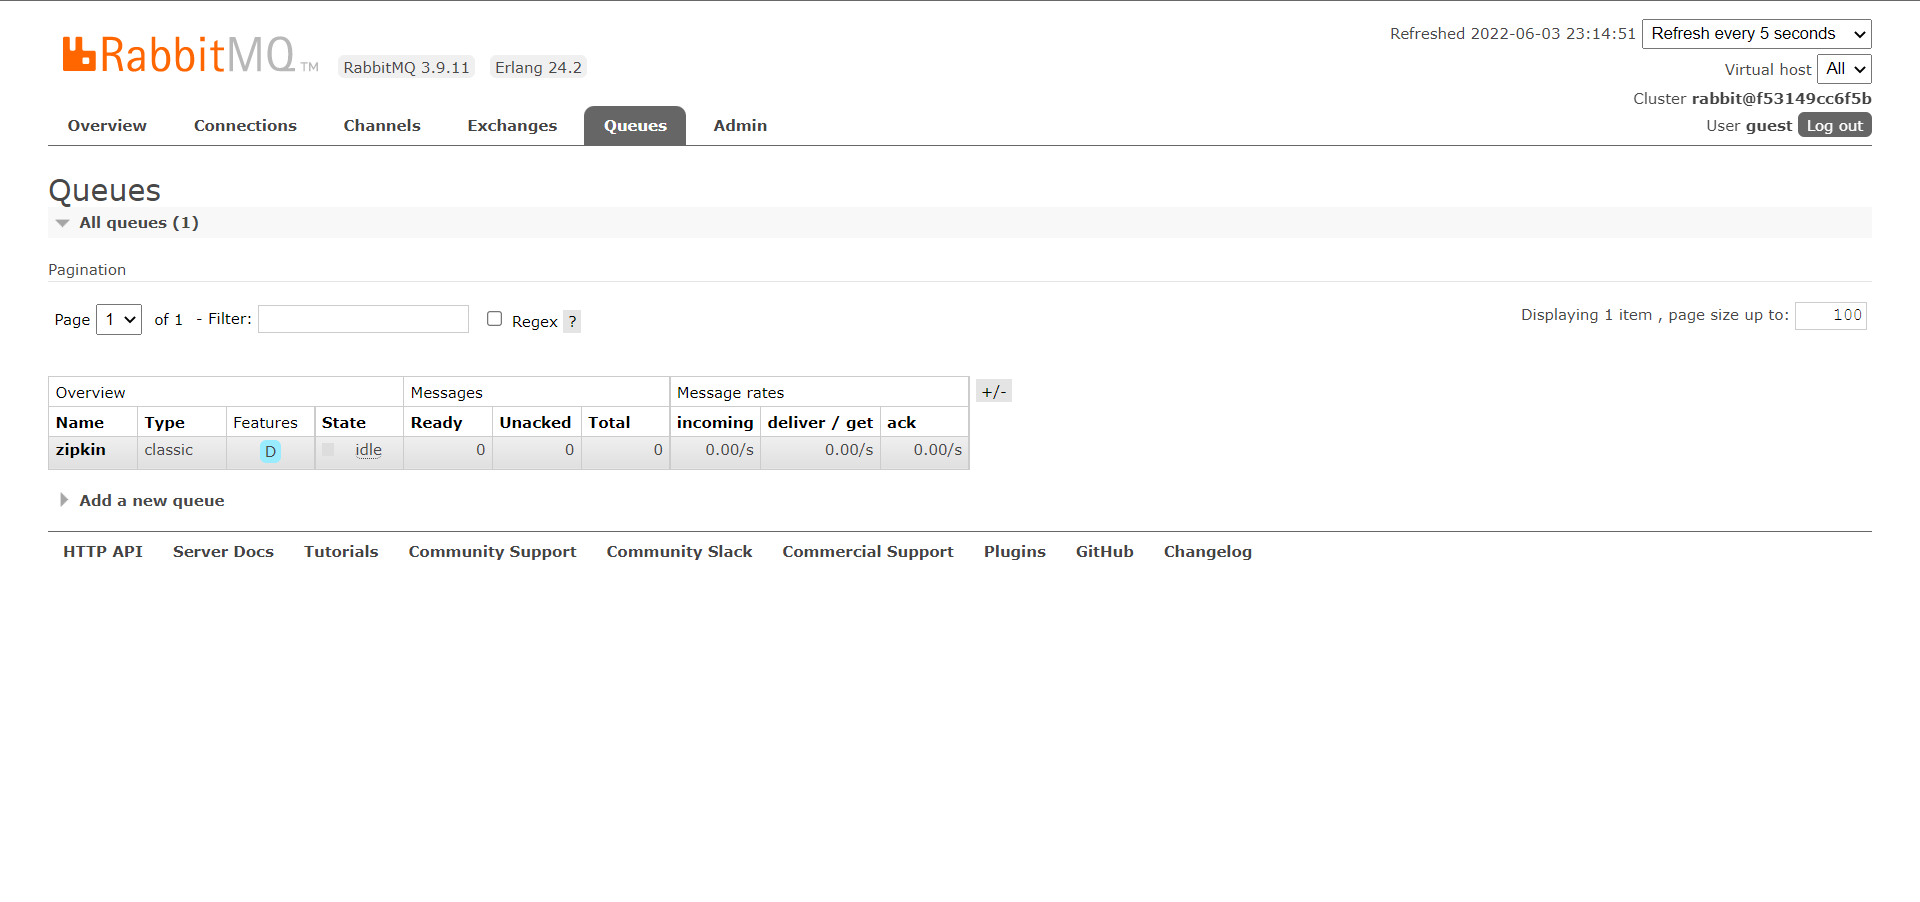 RabbitMQ TM RabbitMQ 3.9.11 Erlang 24.2
Refreshed 2022-06-03 23:14:51 Refresh every 5 seconds
Virtual host All
Cluster rabbit@f53149cc6f5b
User guest Log out
Overview Connections Channels Exchanges Queues Admin
Queues
All queues (1)
Pagination
Page 1 of 1 - Filter: Regex ?
Displaying 1 item , page size up to: 100
Overview Messages Message rates +/-
Name Type Features State Ready Unacked Total incoming deliver / get ack
zipkin classic D idle 0 0 0 0.00/s 0.00/s 0.00/s
Add a new queue
HTTP API Server Docs Tutorials Community Support Community Slack Commercial Support Plugins GitHub Changelog